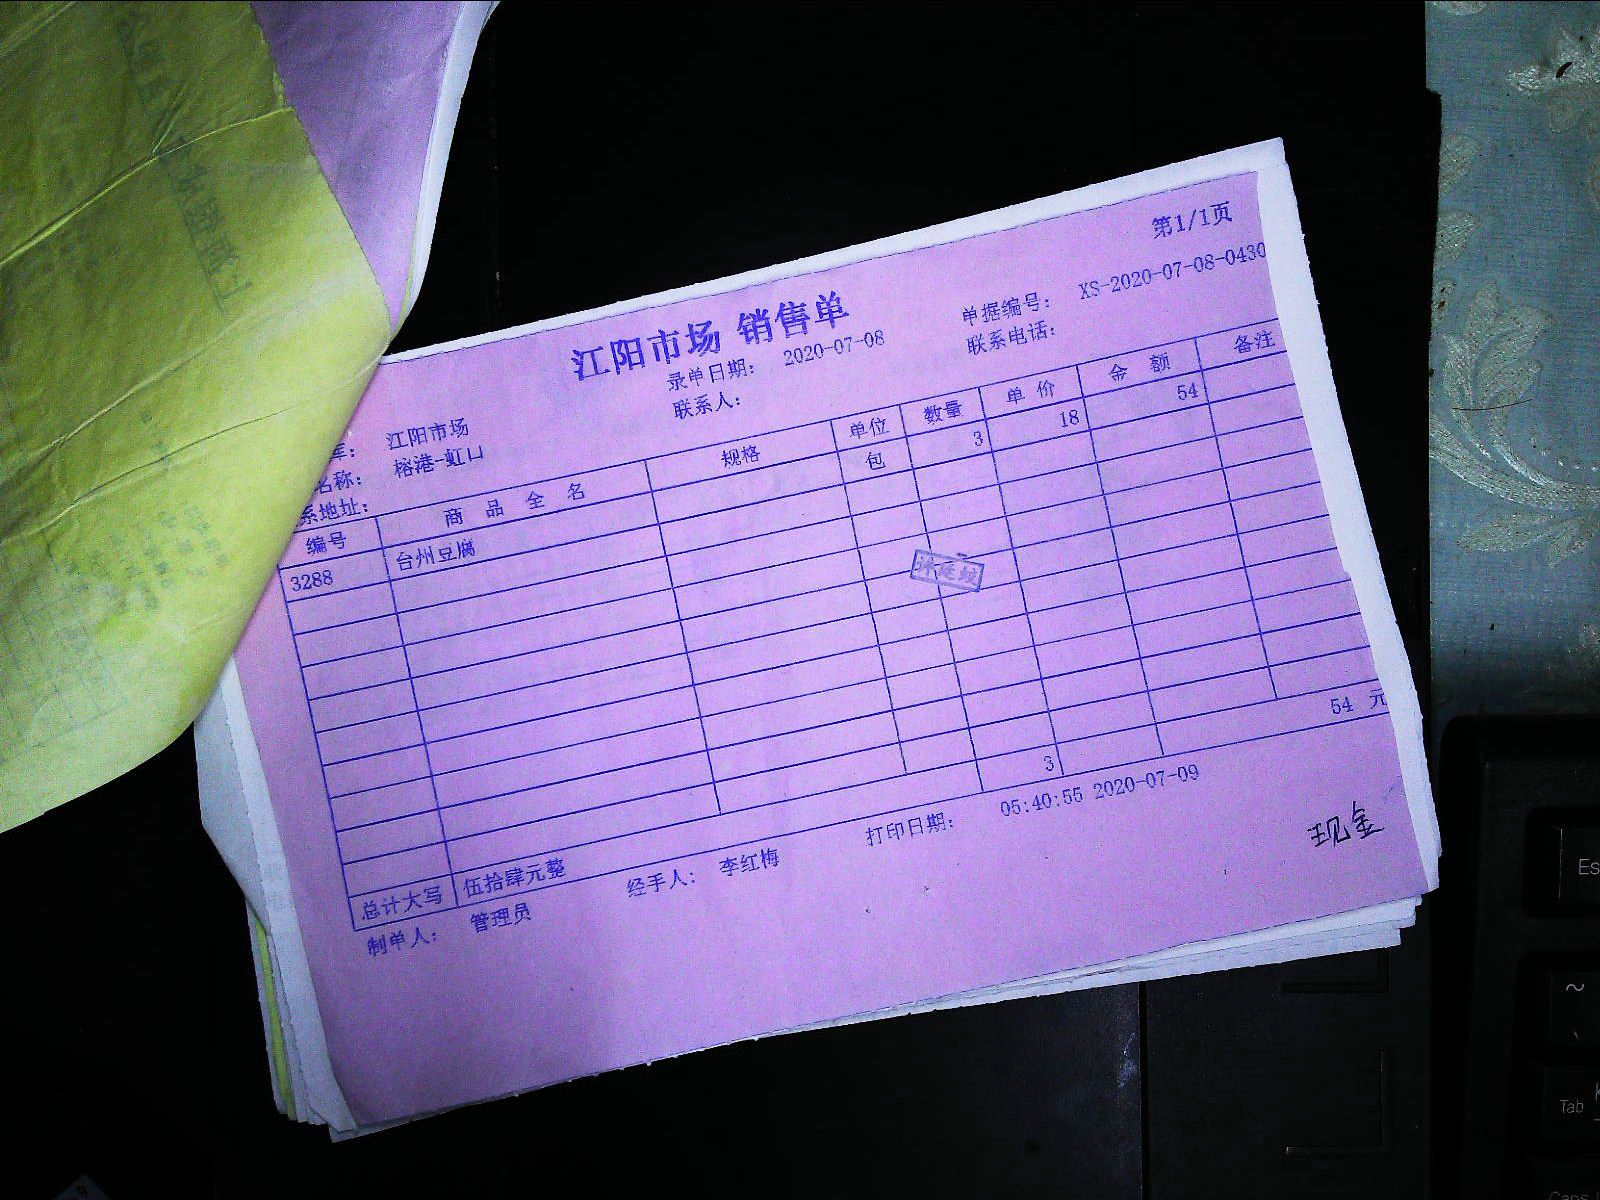 第1/1页
江阳市场 销售单
单据编号: XS-2020-07-08-0430
录单日期: 2020-07-08
联系电话:
联系人:
库: 江阳市场
名称: 榕港-虹口
系地址:
编号 商品全名 规格 单位 数量 单价 金额 备注
3288 台州豆腐 包 3 18 54
3 54 元
总计大写 伍拾肆元整
制单人: 管理员 经手人: 李红梅 打印日期: 05:40:55 2020-07-09
现金
Es
~
Tab
Caps